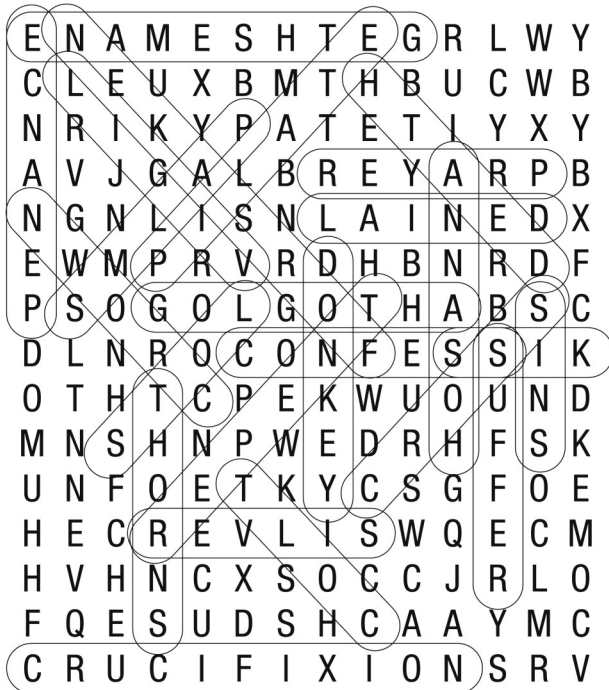 E N A M E S H T E G R L W Y
C L E U X B M T H B U C W B
N R I K Y P A T E T I Y X Y
A V J G A L B R E Y A R P B
N G N L I S N L A I N E D X
E W M P R V R D H B N R D F
P S O G O L G O T H A B S C
D L N R O C O N F E S S I K
O T H T C P E K W U O U N D
M N S H N P W E D R H F S K
U N F O E T K Y C S G F O E
H E C R E V L I S W Q E C M
H V H N C X S O C C J R L O
F Q E S U D S H C A A Y M C
C R U C I F I X I O N S R V